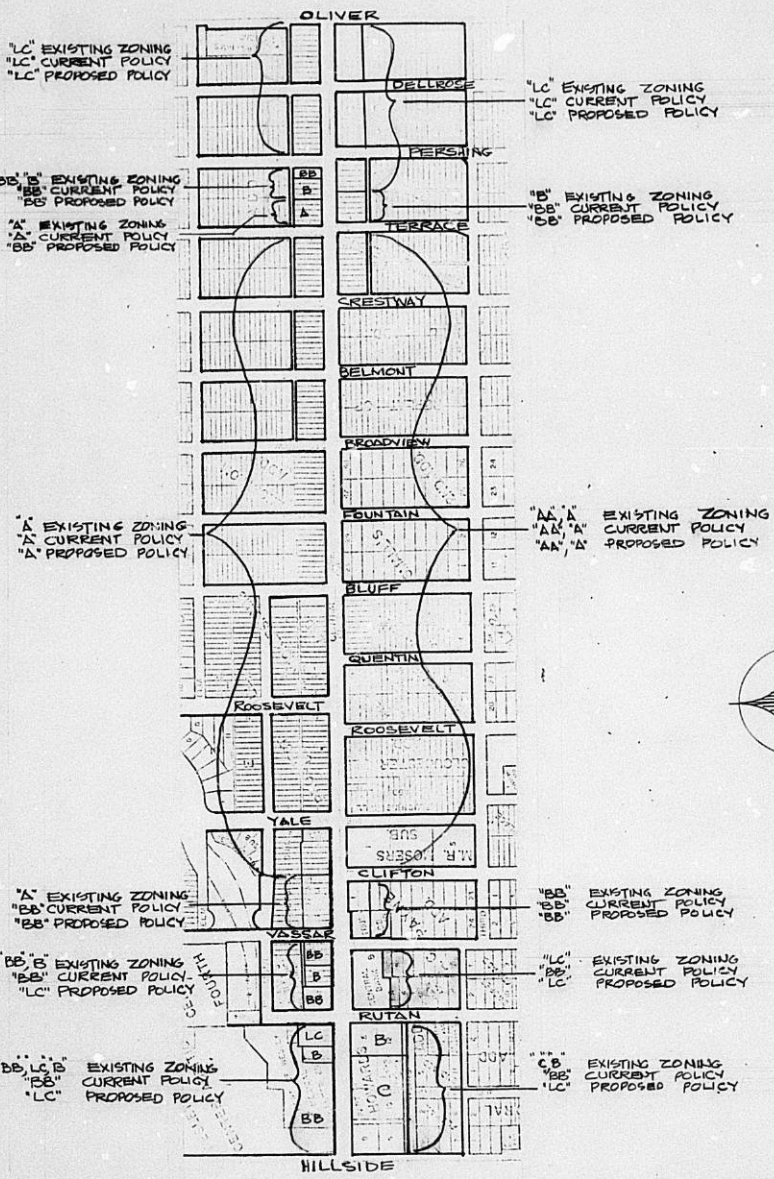 OLIVER
"LC" EXISTING ZONING
"LC" CURRENT POLICY
"LC" PROPOSED POLICY
DELLROSE
"LC" EXISTING ZONING
"LC" CURRENT POLICY
"LC" PROPOSED POLICY
PERSHING
"BB", "B" EXISTING ZONING
"BB" CURRENT POLICY
"BB" PROPOSED POLICY
BB
B
A
"B" EXISTING ZONING
"BB" CURRENT POLICY
"BB" PROPOSED POLICY
"A" EXISTING ZONING
"A" CURRENT POLICY
"BB" PROPOSED POLICY
TERRACE
CRESTWAY
BELMONT
BROADVIEW
"A" EXISTING ZONING
"A" CURRENT POLICY
"A" PROPOSED POLICY
FOUNTAIN
"AA", "A" EXISTING ZONING
"AA", "A" CURRENT POLICY
"AA", "A" PROPOSED POLICY
BLUFF
QUENTIN
ROOSEVELT
ROOSEVELT
YALE
SUB.
CLIFTON
"A" EXISTING ZONING
"BB" CURRENT POLICY
"BB" PROPOSED POLICY
"BB" EXISTING ZONING
"BB" CURRENT POLICY
"BB" PROPOSED POLICY
VASSAR
"BB", "B" EXISTING ZONING
"BB" CURRENT POLICY
"LC" PROPOSED POLICY
FOURTH
BB
B
BB
"LC" EXISTING ZONING
"BB" CURRENT POLICY
"LC" PROPOSED POLICY
RUTAN
LC
B
BB
B
C
HOWARDS
ADD
"BB, LC, B" EXISTING ZONING
"BB" CURRENT POLICY
"LC" PROPOSED POLICY
"C, B" EXISTING ZONING
"BB" CURRENT POLICY
"LC" PROPOSED POLICY
HILLSIDE